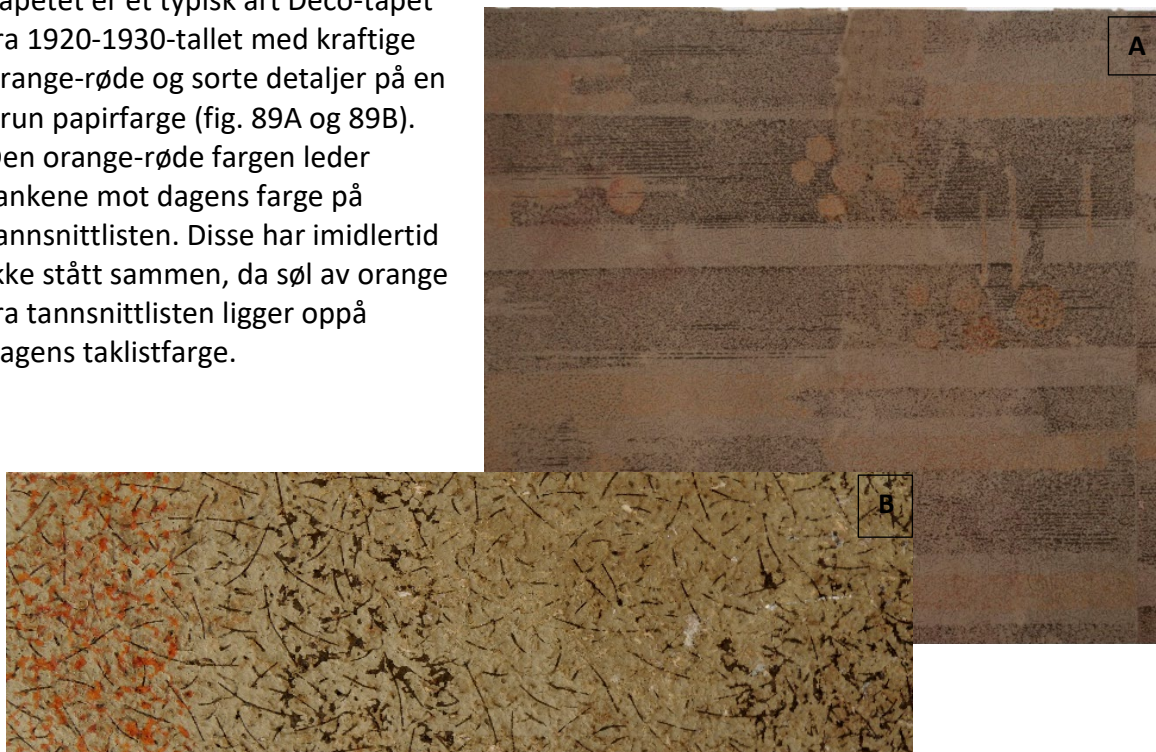 apetet er et typisk art Deco-tapet
ra 1920-1930-tallet med kraftige
range-røde og sorte detaljer på en
run papirfarge (fig. 89A og 89B).
en orange-røde fargen leder
ankene mot dagens farge på
annsnittlisten. Disse har imidlertid
kke stått sammen, da søl av orange
ra tannsnittlisten ligger oppå
agens taklistfarge.
A
B